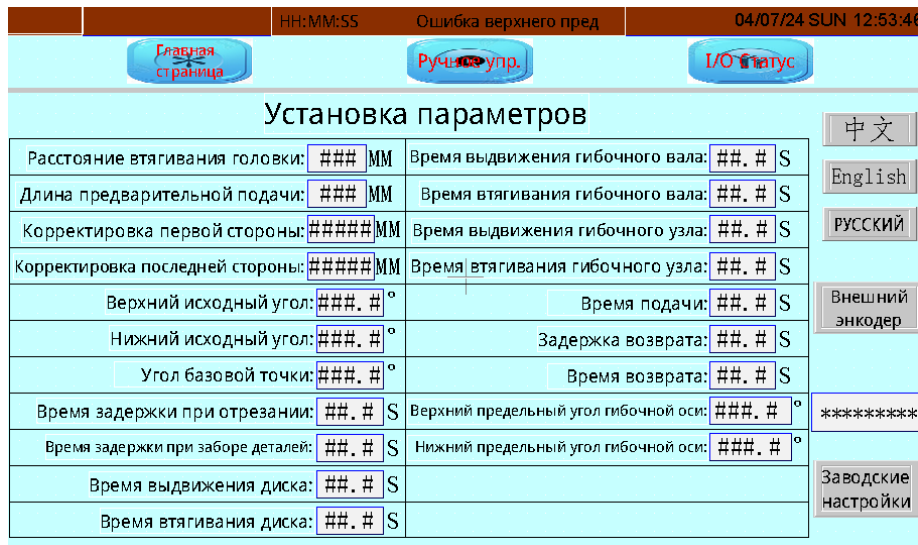 HH:MM:SS Ошибка верхнего пред 04/07/24 SUN 12:53:46
Главная страница
Ручное упр.
I/O Статус
Установка параметров
中文
English
РУССКИЙ
Внешний энкодер
*********
Заводские настройки
Расстояние втягивания головки: ### MM
Длина предварительной подачи: ### MM
Корректировка первой стороны: ##### MM
Корректировка последней стороны: ##### MM
Верхний исходный угол: ###. # °
Нижний исходный угол: ###. # °
Угол базовой точки: ###. # °
Время задержки при отрезании: ##. # S
Время задержки при заборе деталей: ##. # S
Время выдвижения диска: ##. # S
Время втягивания диска: ##. # S
Время выдвижения гибочного вала: ##. # S
Время втягивания гибочного вала: ##. # S
Время выдвижения гибочного узла: ##. # S
Время втягивания гибочного узла: ##. # S
Время подачи: ##. # S
Задержка возврата: ##. # S
Время возврата: ##. # S
Верхний предельный угол гибочной оси: ###. # °
Нижний предельный угол гибочной оси: ###. # °